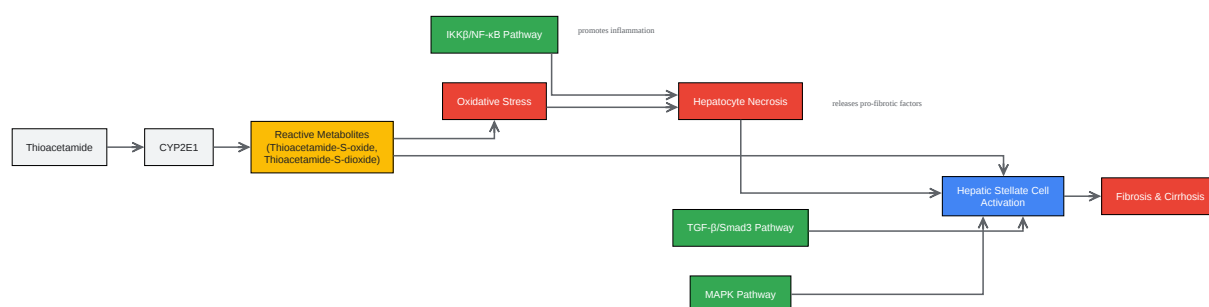 IKKβ/NF-κB Pathway
promotes inflammation
Oxidative Stress
Hepatocyte Necrosis
releases pro-fibrotic factors
Thioacetamide
CYP2E1
Reactive Metabolites
(Thioacetamide-S-oxide,
Thioacetamide-S-dioxide)
Hepatic Stellate Cell
Activation
Fibrosis & Cirrhosis
TGF-β/Smad3 Pathway
MAPK Pathway